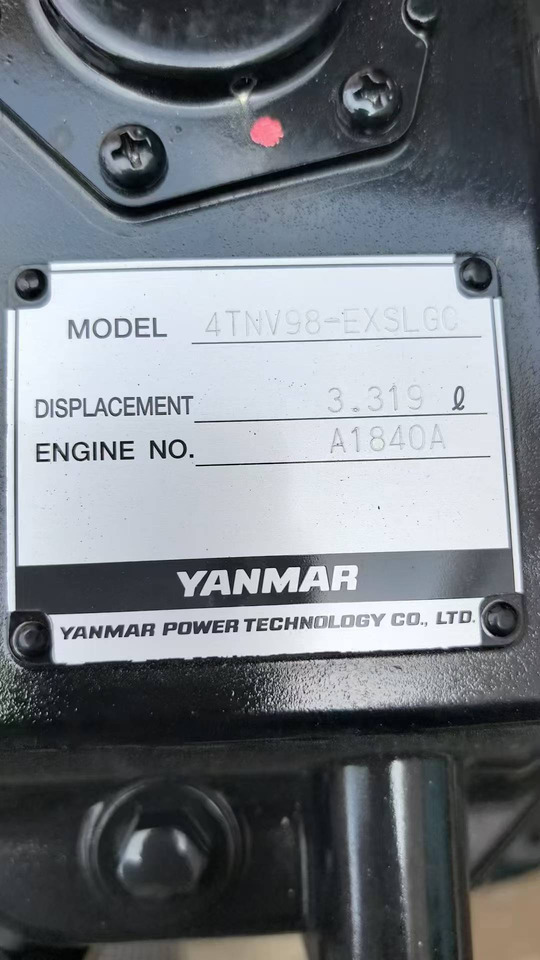 MODEL 4TNV98-EXSLGC
DISPLACEMENT 3.319 ℓ
ENGINE NO. A1840A
YANMAR
YANMAR POWER TECHNOLOGY CO., LTD.